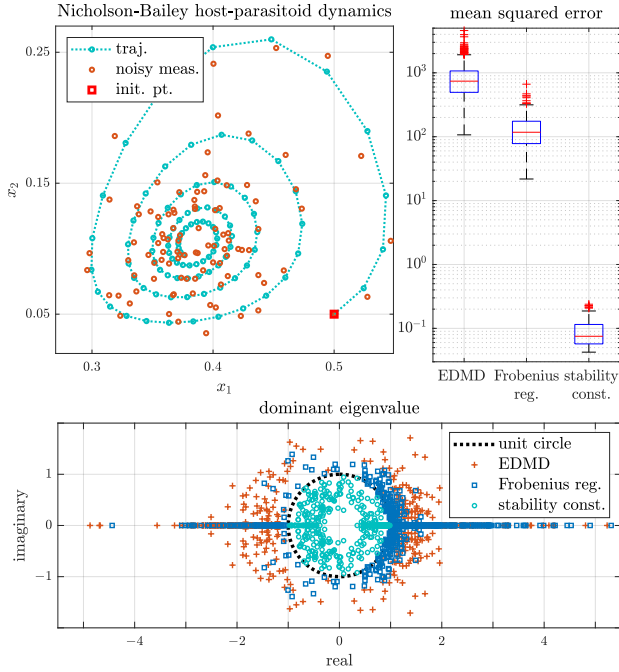 Nicholson-Bailey host-parasitoid dynamics
traj.
noisy meas.
init. pt.
0.25
0.15
0.05
x2
0.3
0.4
0.5
x1
mean squared error
10^3
10^2
10^1
10^0
10^−1
EDMD
Frobenius reg.
stability const.
dominant eigenvalue
unit circle
EDMD
Frobenius reg.
stability const.
imaginary
1
0
−1
−4
−2
0
2
4
real